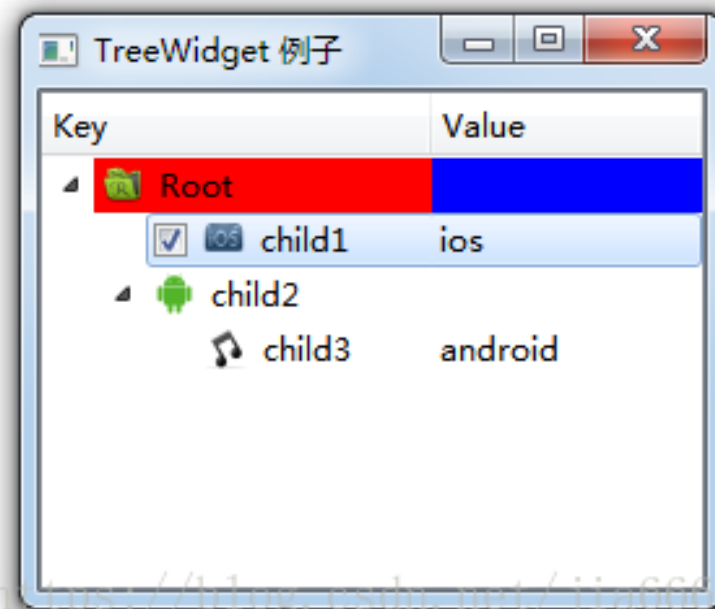 TreeWidget 例子
Key Value
Root
child1 ios
child2
child3 android